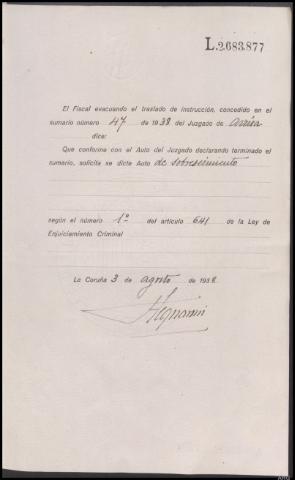 L.2683.877
El Fiscal evacuando el traslado de instrucción, concedido en el
sumario número 47 de 1938 del Juzgado de Arzúa
dice:
Que conforme con el Auto del Juzgado declarando terminado el
sumario, solicita se dicte Auto de sobreseimiento
según el número 1º del artículo 641 de la Ley de
Enjuiciamiento Criminal
La Coruña 3 de agosto de 1938.